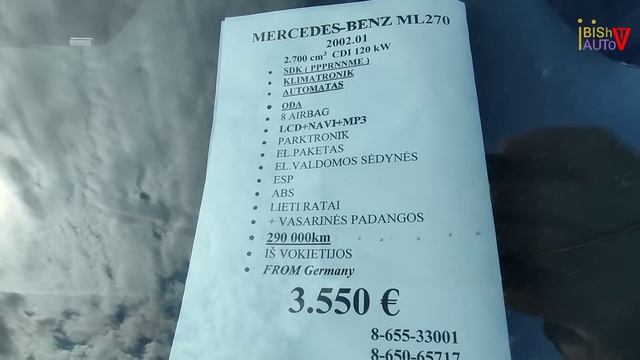 MERCEDES-BENZ ML270
2002.01
2.700 cm³ CDI 120 kW
• SDK ( PPPRNNME )
• KLIMATRONIK
• AUTOMATAS
• ODA
• 8 AIRBAG
• LCD+NAVI+MP3
• PARKTRONIK
• EL.PAKETAS
• EL.VALDOMOS SĖDYNĖS
• ESP
• ABS
• LIETI RATAI
• + VASARINĖS PADANGOS
• 290 000km
• IŠ VOKIETIJOS
• FROM Germany
3.550 €
8-655-33001
8-650-65717
iBISh
AUTO TV